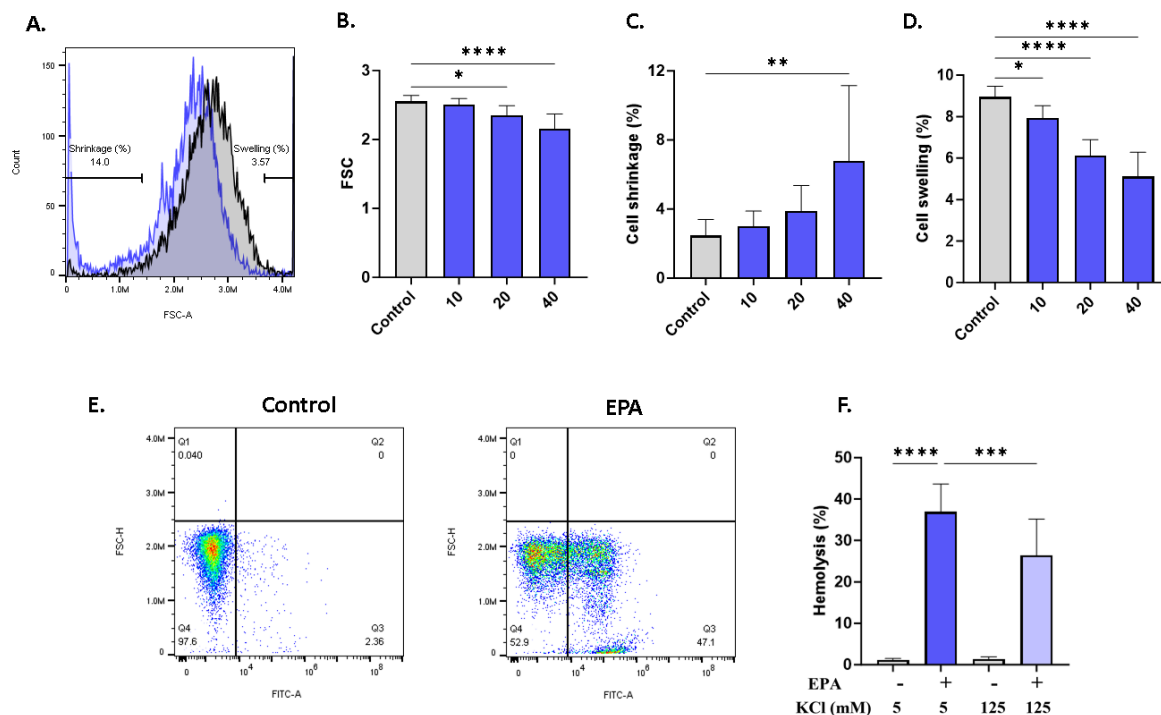 A.
150
100
50
0
Count
Shrinkage (%)
14.0
Swelling (%)
3.57
0 1.0M 2.0M 3.0M 4.0M
FSC-A
B.
****
*
3
2
1
0
FSC
Control 10 20 40
C.
**
12
9
6
3
0
Cell shrinkage (%)
Control 10 20 40
D.
****
****
*
10
8
6
4
2
0
Cell swelling (%)
Control 10 20 40
E.
Control
4.0M
3.0M
2.0M
1.0M
0
FSC-H
Q1
0.040
Q2
0
Q4
97.6
Q3
2.36
0 10^4 10^6 10^8
FITC-A
EPA
4.0M
3.0M
2.0M
1.0M
0
FSC-H
Q1
0
Q2
0
Q4
52.9
Q3
47.1
0 10^4 10^6 10^8
FITC-A
F.
**** ***
50
40
30
20
10
0
Hemolysis (%)
EPA - + - +
KCl (mM) 5 5 125 125